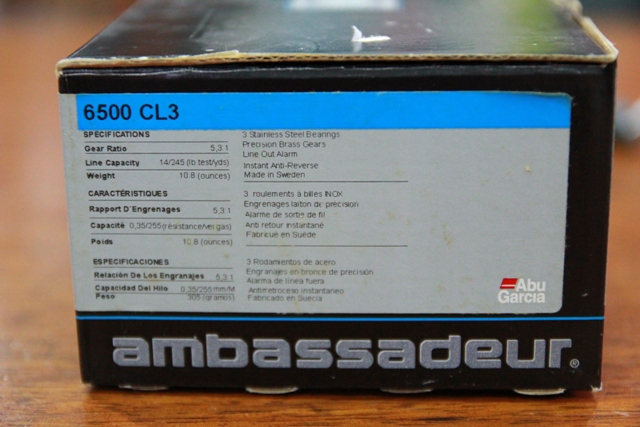 6500 CL3
SPECIFICATIONS
Gear Ratio 5,3:1
Line Capacity 14/245 (lb.test/yds)
Weight 10.8 (ounces)
3 Stainless Steel Bearings
Precision Brass Gears
Line Out Alarm
Instant Anti-Reverse
Made in Sweden
CARACTÉRISTIQUES
Rapport D'Engrenages 5,3:1
Capacité 0,35/255
Poids 10,8 (ounces)
3 roulements à billes INOX
Engrenages laiton de précision
Alarme de sortie de fil
Anti retour instantané
Fabriqué en Suède
ESPECIFICACIONES
Relación De Los Engranajes 5,3:1
Capacidad Del Hilo 0,35/255 mm/M
Peso 305 (grams)
3 Rodamientos de acero
Engranajes en bronce de precisión
Alarma de línea fuera
Antirretroceso instantaneo
Fabricado en Suecia
Abu
Garcia
ambassadeur®